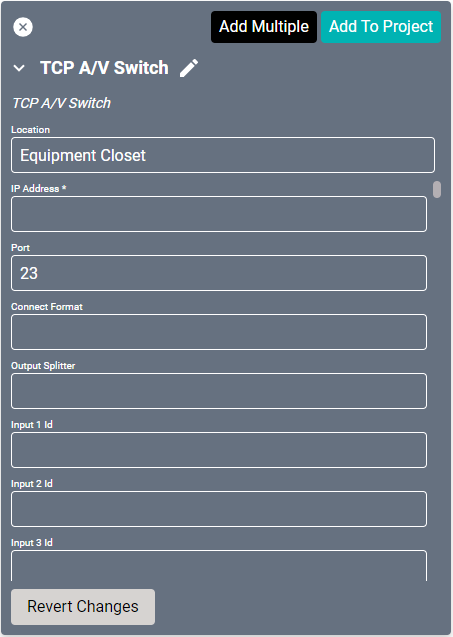 Add Multiple
Add To Project
TCP A/V Switch
TCP A/V Switch
Location
Equipment Closet
IP Address *
Port
23
Connect Format
Output Splitter
Input 1 Id
Input 2 Id
Input 3 Id
Revert Changes